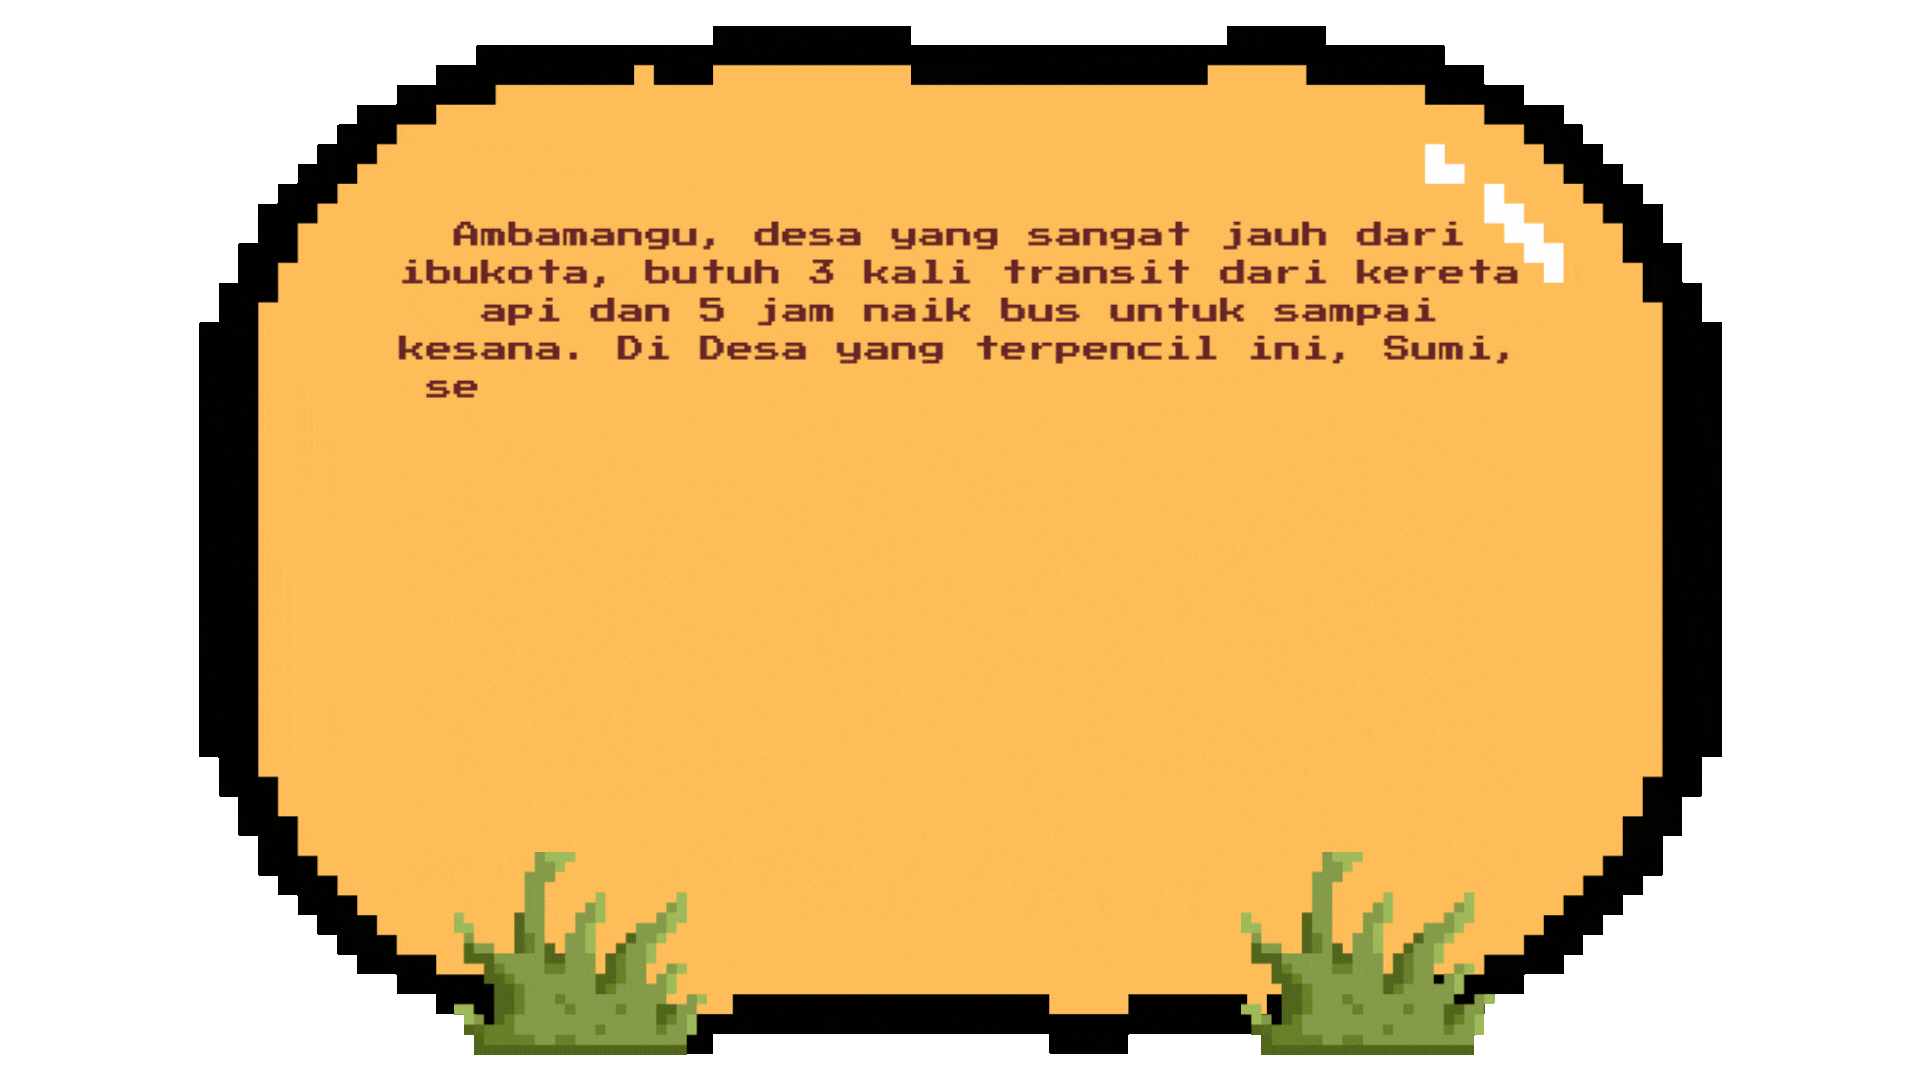 Ambamangu, desa yang sangat jauh dari
ibukota, butuh 3 kali transit dari kereta
api dan 5 jam naik bus untuk sampai
kesana. Di Desa yang terpencil ini, Sumi,
se